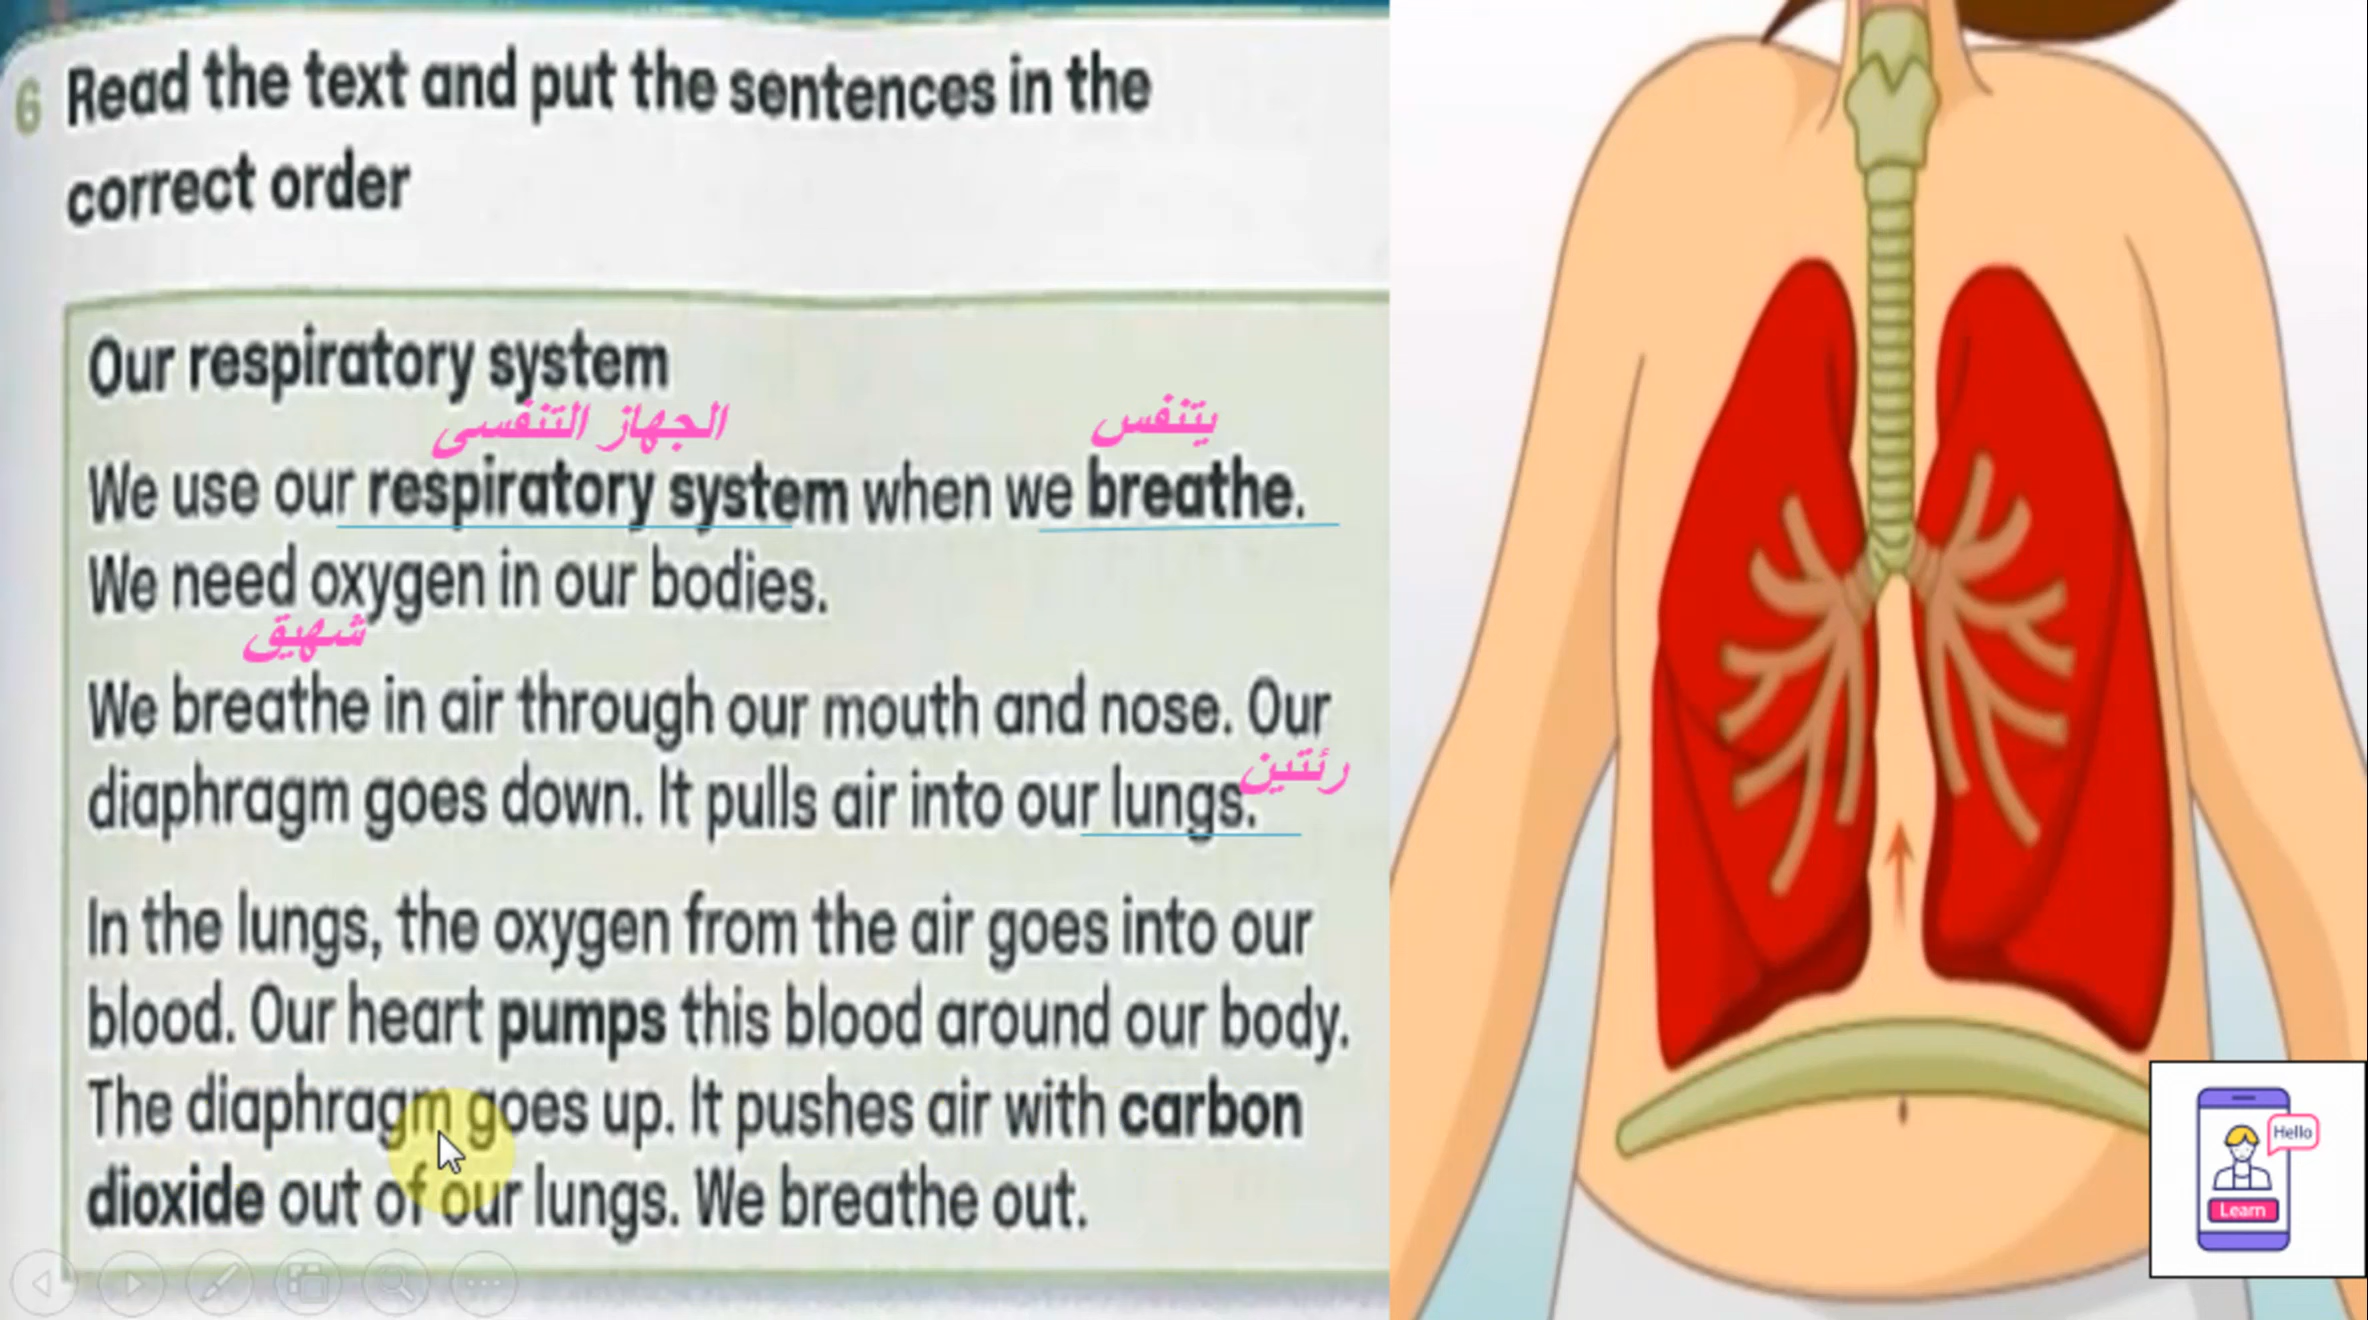 6 Read the text and put the sentences in the
correct order
Our respiratory system
الجهاز التنفسى
يتنفس
We use our respiratory system when we breathe.
We need oxygen in our bodies.
شهيق
We breathe in air through our mouth and nose. Our
رئتين
diaphragm goes down. It pulls air into our lungs.
In the lungs, the oxygen from the air goes into our
blood. Our heart pumps this blood around our body.
The diaphragm goes up. It pushes air with carbon
dioxide out of our lungs. We breathe out.
Hello
Learn